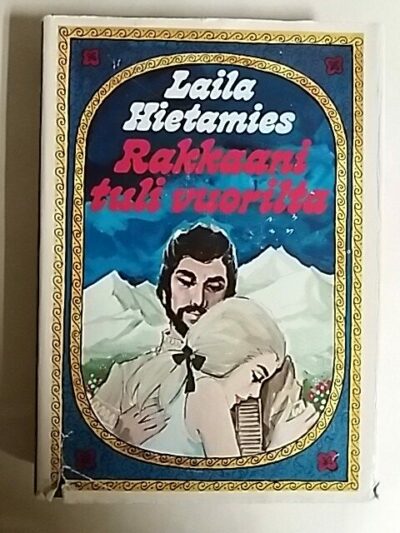 Laila
Hietamies
Rakkaani
tuli vuorilta